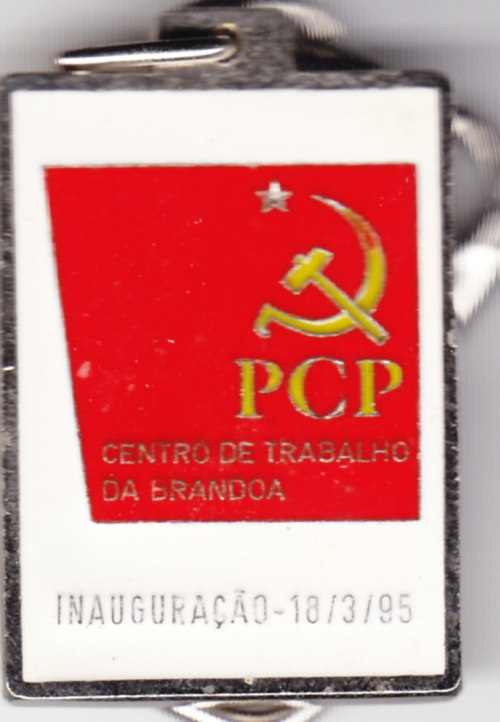 PCP
CENTRO DE TRABALHO
DA BRANDOA
INAUGURAÇÃO-18/3/95